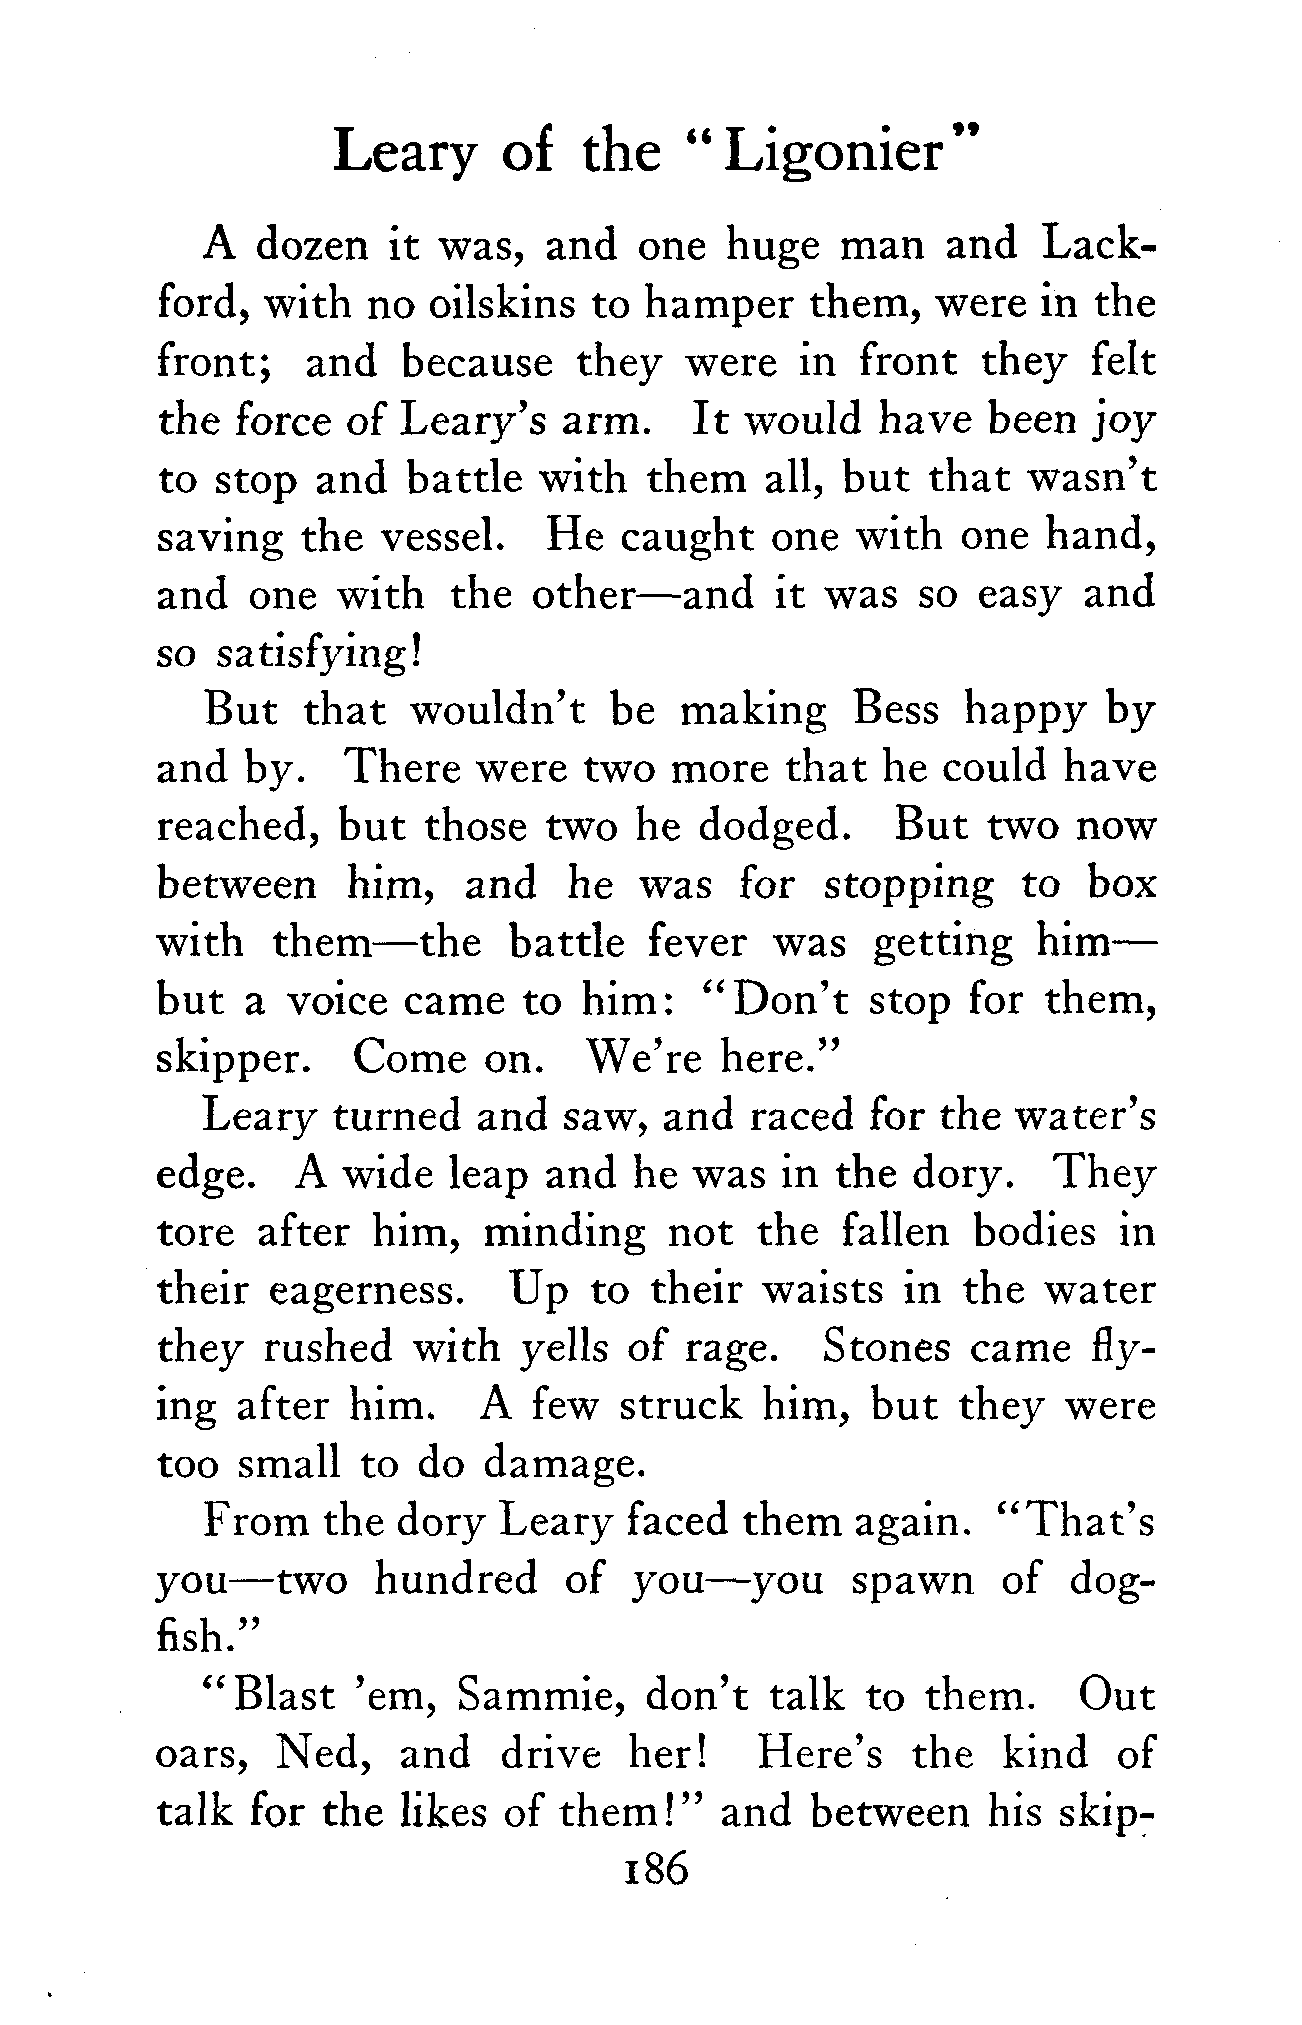 Leary of the "Ligonier"
A dozen it was, and one huge man and Lack-
ford, with no oilskins to hamper them, were in the
front; and because they were in front they felt
the force of Leary's arm. It would have been joy
to stop and battle with them all, but that wasn't
saving the vessel. He caught one with one hand,
and one with the other—and it was so easy and
so satisfying!
But that wouldn't be making Bess happy by
and by. There were two more that he could have
reached, but those two he dodged. But two now
between him, and he was for stopping to box
with them—the battle fever was getting him—
but a voice came to him: "Don't stop for them,
skipper. Come on. We're here."
Leary turned and saw, and raced for the water's
edge. A wide leap and he was in the dory. They
tore after him, minding not the fallen bodies in
their eagerness. Up to their waists in the water
they rushed with yells of rage. Stones came fly-
ing after him. A few struck him, but they were
too small to do damage.
From the dory Leary faced them again. "That's
you—two hundred of you—you spawn of dog-
fish."
"Blast 'em, Sammie, don't talk to them. Out
oars, Ned, and drive her! Here's the kind of
talk for the likes of them!" and between his skip-
186